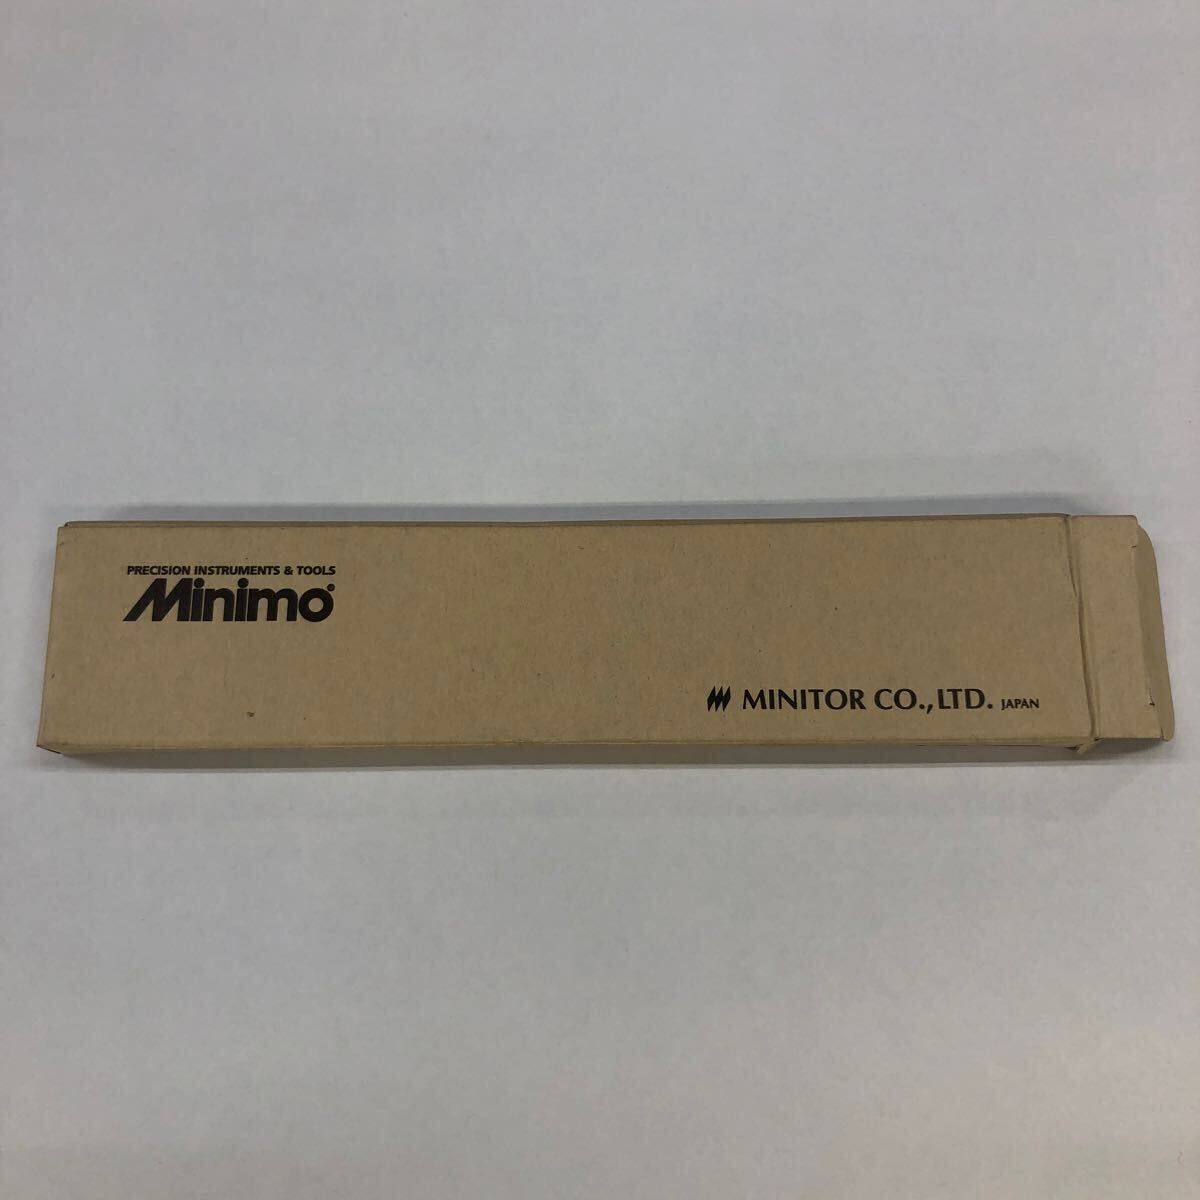 PRECISION INSTRUMENTS & TOOLS
Minimo®
MINITOR CO.,LTD. JAPAN